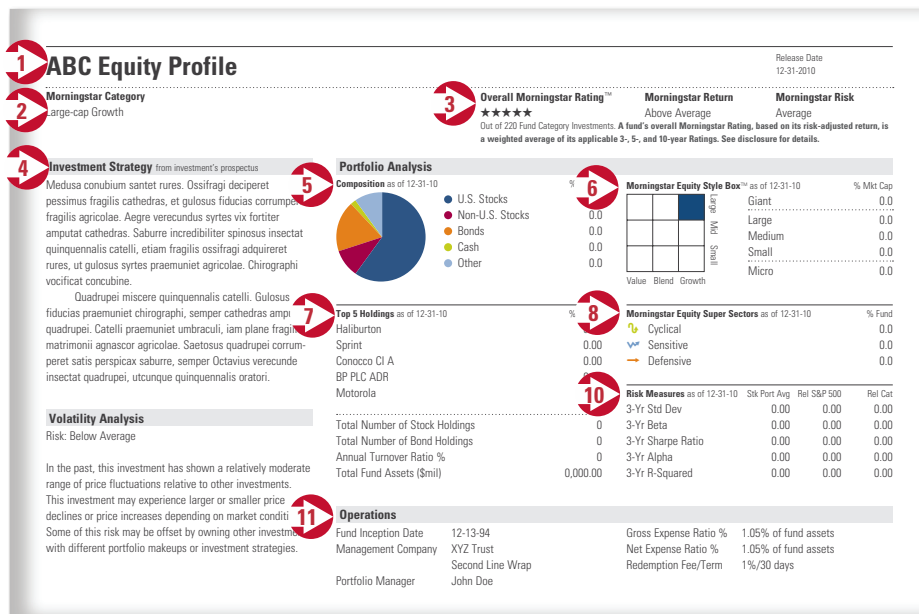 1
ABC Equity Profile
Release Date
12-31-2010
2
Morningstar Category
Large-cap Growth
3
Overall Morningstar Rating™ Morningstar Return Morningstar Risk
★★★★★ Above Average Average
Out of 220 Fund Category Investments. A fund's overall Morningstar Rating, based on its risk-adjusted return, is
a weighted average of its applicable 3-, 5-, and 10-year Ratings. See disclosure for details.
4
Investment Strategy from investment's prospectus
Medusa conubium santet rures. Ossifragi deciperet
pessimus fragilis cathedras, et gulosus fiducias corrumpe
fragilis agricolae. Aegre verecundus syrtes vix fortiter
amputat cathedras. Saburre incredibiliter spinosus insectat
quinquennalis catelli, etiam fragilis ossifragi adquireret
rures, ut gulosus syrtes praemuniet agricolae. Chirographi
vocificat concubine.
Quadrupei miscere quinquennalis catelli. Gulosus
fiducias praemuniet chirographi, semper cathedras ampu
quadrupei. Catelli praemuniet umbraculi, iam plane fragil
matrimonii agnascor agricolae. Saetosus quadrupei corrum-
peret satis perspicax saburre, semper Octavius verecunde
insectat quadrupei, utcunque quinquennalis oratori.
Volatility Analysis
Risk: Below Average
In the past, this investment has shown a relatively moderate
range of price fluctuations relative to other investments.
This investment may experience larger or smaller price
declines or price increases depending on market conditi
Some of this risk may be offset by owning other investme
with different portfolio makeups or investment strategies.
Portfolio Analysis
5
Composition as of 12-31-10 %
U.S. Stocks
Non-U.S. Stocks 0.0
Bonds 0.0
Cash 0.0
Other 0.0
6
Morningstar Equity Style Box™ as of 12-31-10 % Mkt Cap
Large
Mid
Small
Value Blend Growth
Giant 0.0
Large 0.0
Medium 0.0
Small 0.0
Micro 0.0
7
Top 5 Holdings as of 12-31-10 %
Haliburton
Sprint 0.00
Conocco CI A 0.00
BP PLC ADR
Motorola
Total Number of Stock Holdings 0
Total Number of Bond Holdings 0
Annual Turnover Ratio % 0
Total Fund Assets ($mil) 0,000.00
8
Morningstar Equity Super Sectors as of 12-31-10 % Fund
Cyclical 0.0
Sensitive 0.0
Defensive 0.0
10
Risk Measures as of 12-31-10 Stk Port Avg Rel S&P 500 Rel Cat
3-Yr Std Dev 0.00 0.00 0.00
3-Yr Beta 0.00 0.00 0.00
3-Yr Sharpe Ratio 0.00 0.00 0.00
3-Yr Alpha 0.00 0.00 0.00
3-Yr R-Squared 0.00 0.00 0.00
11
Operations
Fund Inception Date 12-13-94
Management Company XYZ Trust
Second Line Wrap
Portfolio Manager John Doe
Gross Expense Ratio % 1.05% of fund assets
Net Expense Ratio % 1.05% of fund assets
Redemption Fee/Term 1%/30 days